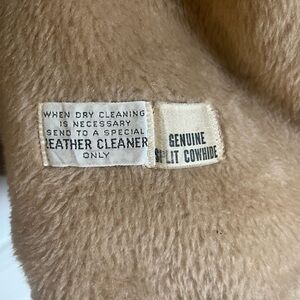 WHEN DRY CLEANING
IS NECESSARY
SEND TO A SPECIAL
LEATHER CLEANER
ONLY
GENUINE
SPLIT COWHIDE